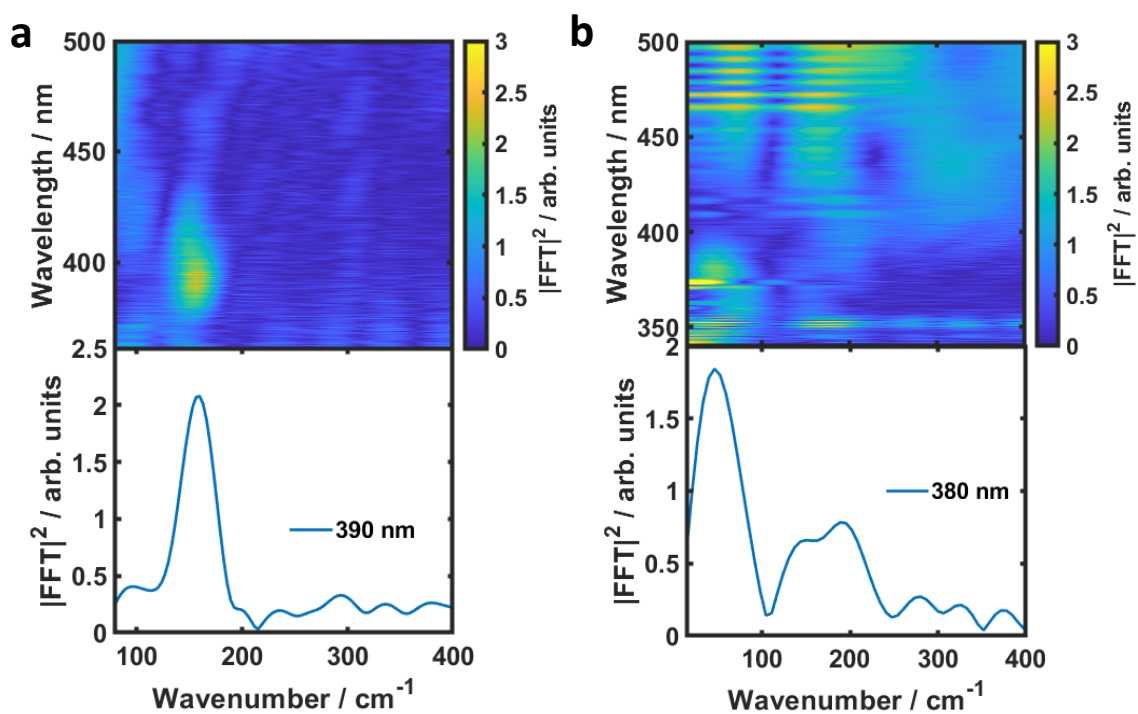 a
500
450
400
Wavelength / nm
3
2.5
2
1.5
1
0.5
0
|FFT|² / arb. units
2.5
2
1.5
1
0.5
0
|FFT|² / arb. units
390 nm
100 200 300 400
Wavenumber / cm⁻¹
b
500
450
400
350
340
Wavelength / nm
3
2.5
2
1.5
1
0.5
0
|FFT|² / arb. units
2
1.5
1
0.5
0
|FFT|² / arb. units
380 nm
100 200 300 400
Wavenumber / cm⁻¹